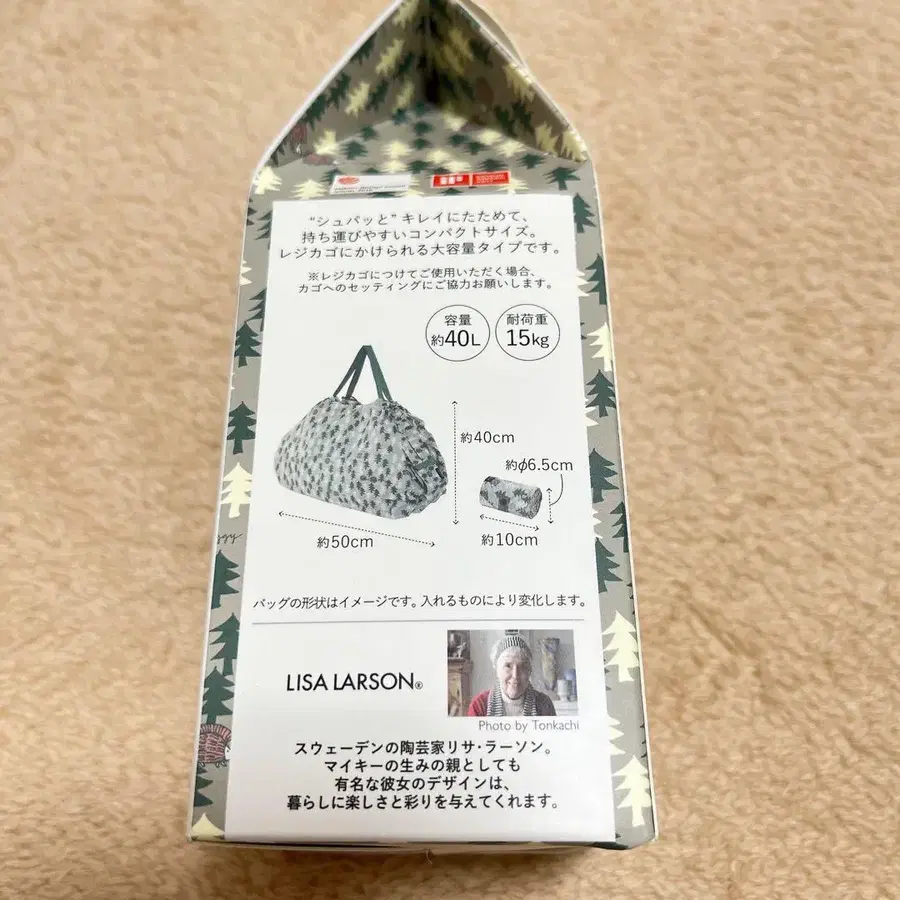 “シュパッと” キレイにたためて、
持ち運びやすいコンパクトサイズ。
レジカゴにかけられる大容量タイプです。
※レジカゴにつけてご使用いただく場合、
カゴへのセッティングにご協力お願いします。
容量
約40L
耐荷重
15kg
約40cm
約φ6.5cm
約50cm
約10cm
バッグの形状はイメージです。入れるものにより変化します。
LISA LARSON®
Photo by Tonkachi
スウェーデンの陶芸家リサ・ラーソン。
マイキーの生みの親としても
有名な彼女のデザインは、
暮らしに楽しさと彩りを与えてくれます。